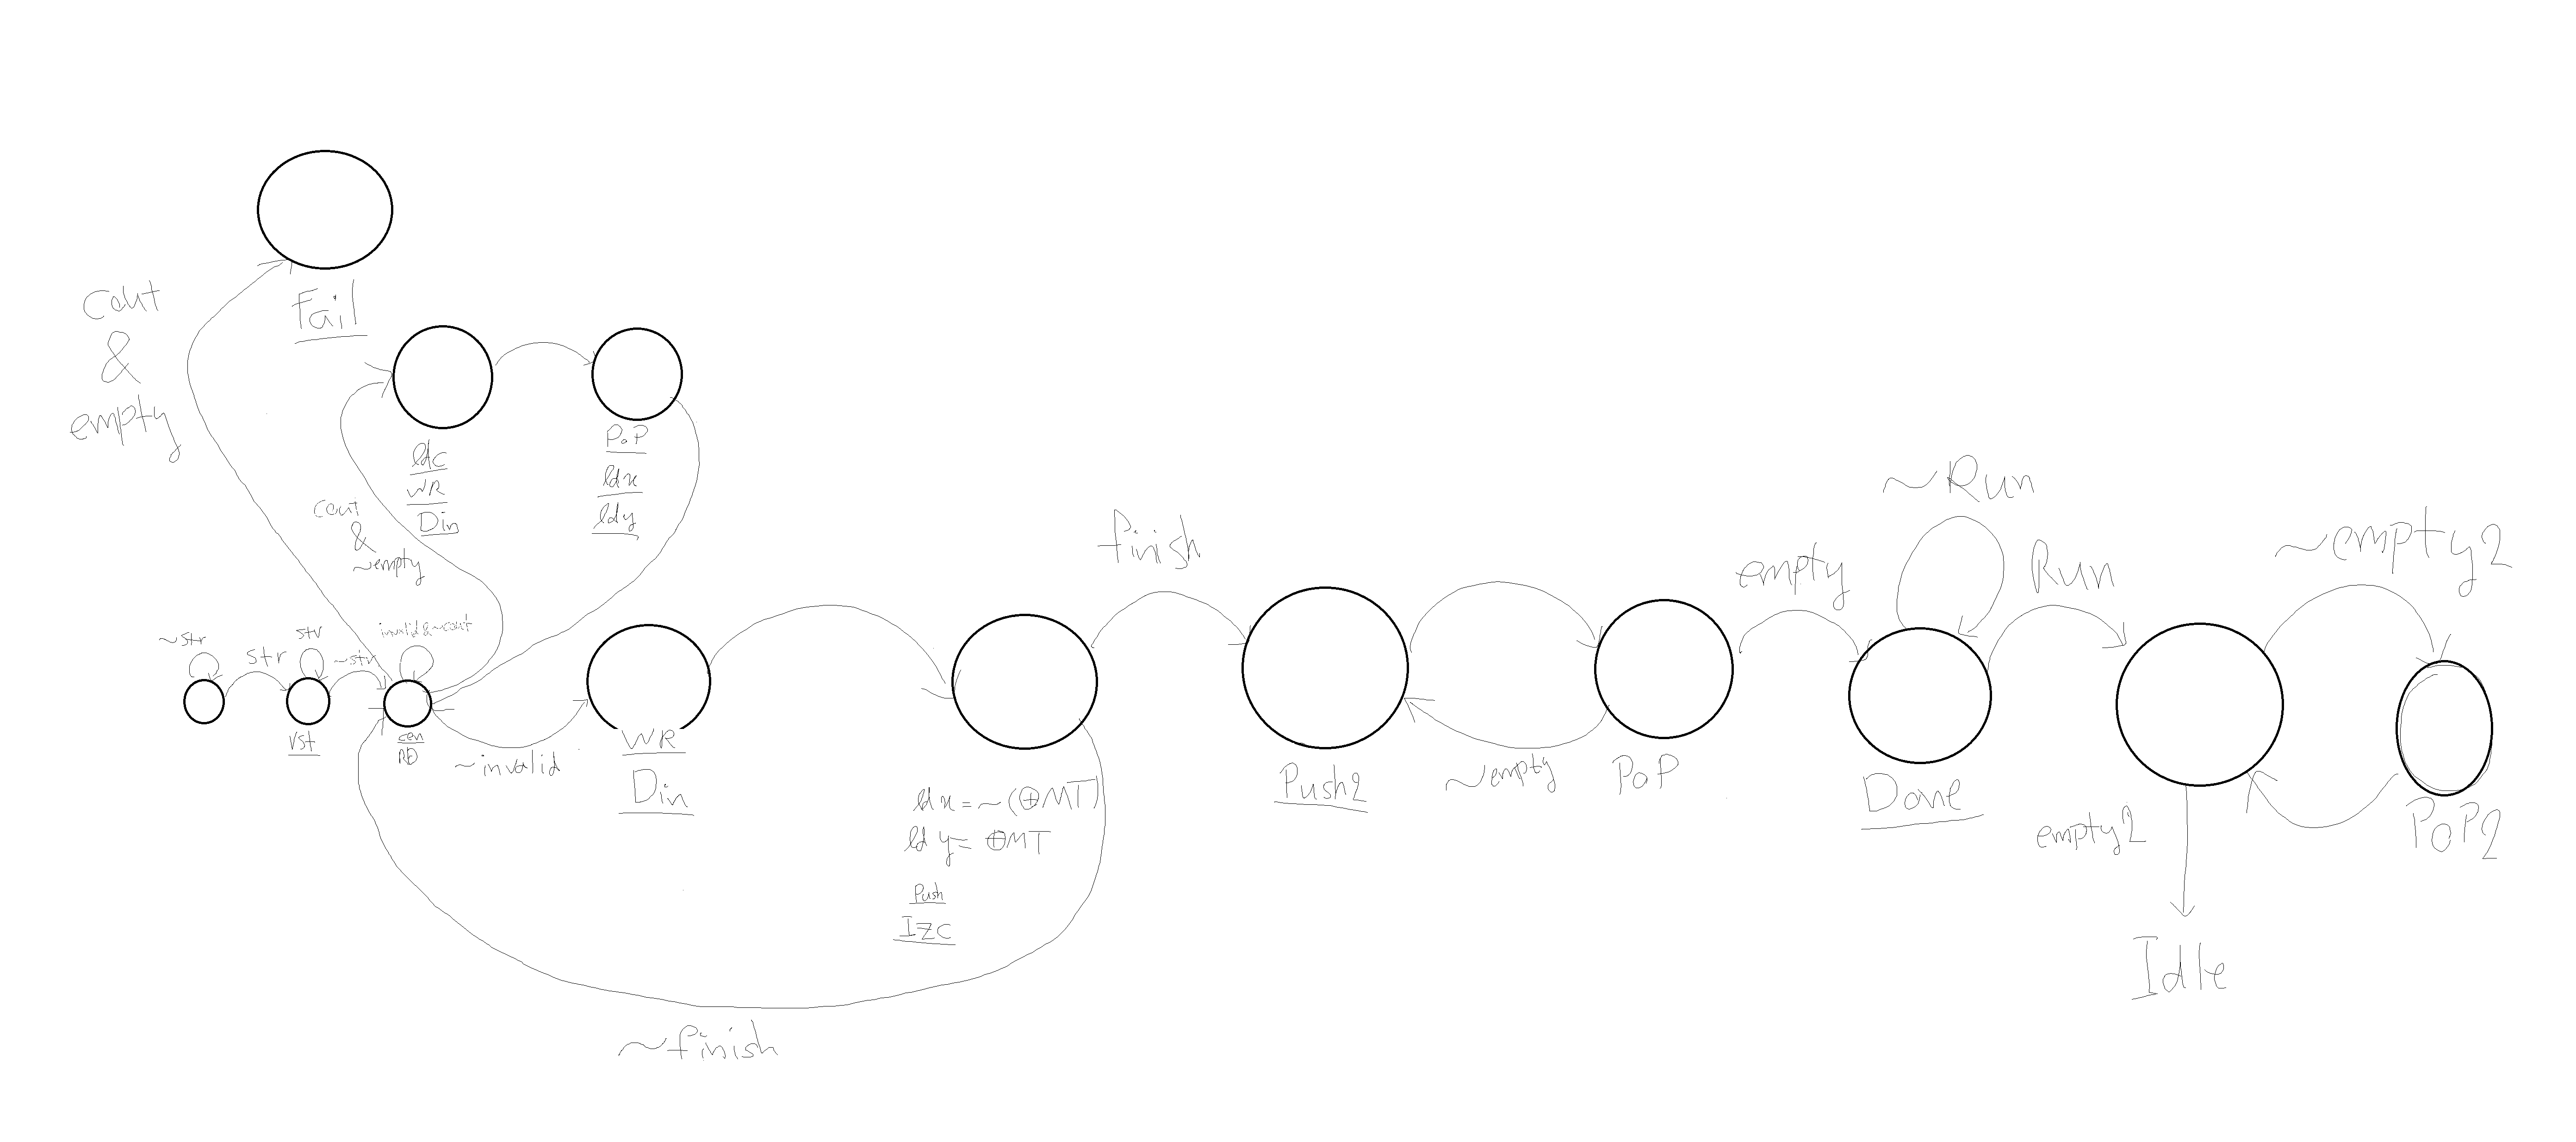 cout
&
empty
Fail
ldc
WR
Din
PoP
ldx
ldy
cout
&
~empty
~str
str
str
~str
invalid&~cout
rst
cen
RD
~invalid
WR
Din
ldx=~(⊕MT)
ldy=⊕MT
Push
IZC
~finish
finish
Push2
~empty
PoP
empty
~Run
Done
Run
~empty2
PoP2
empty2
Idle